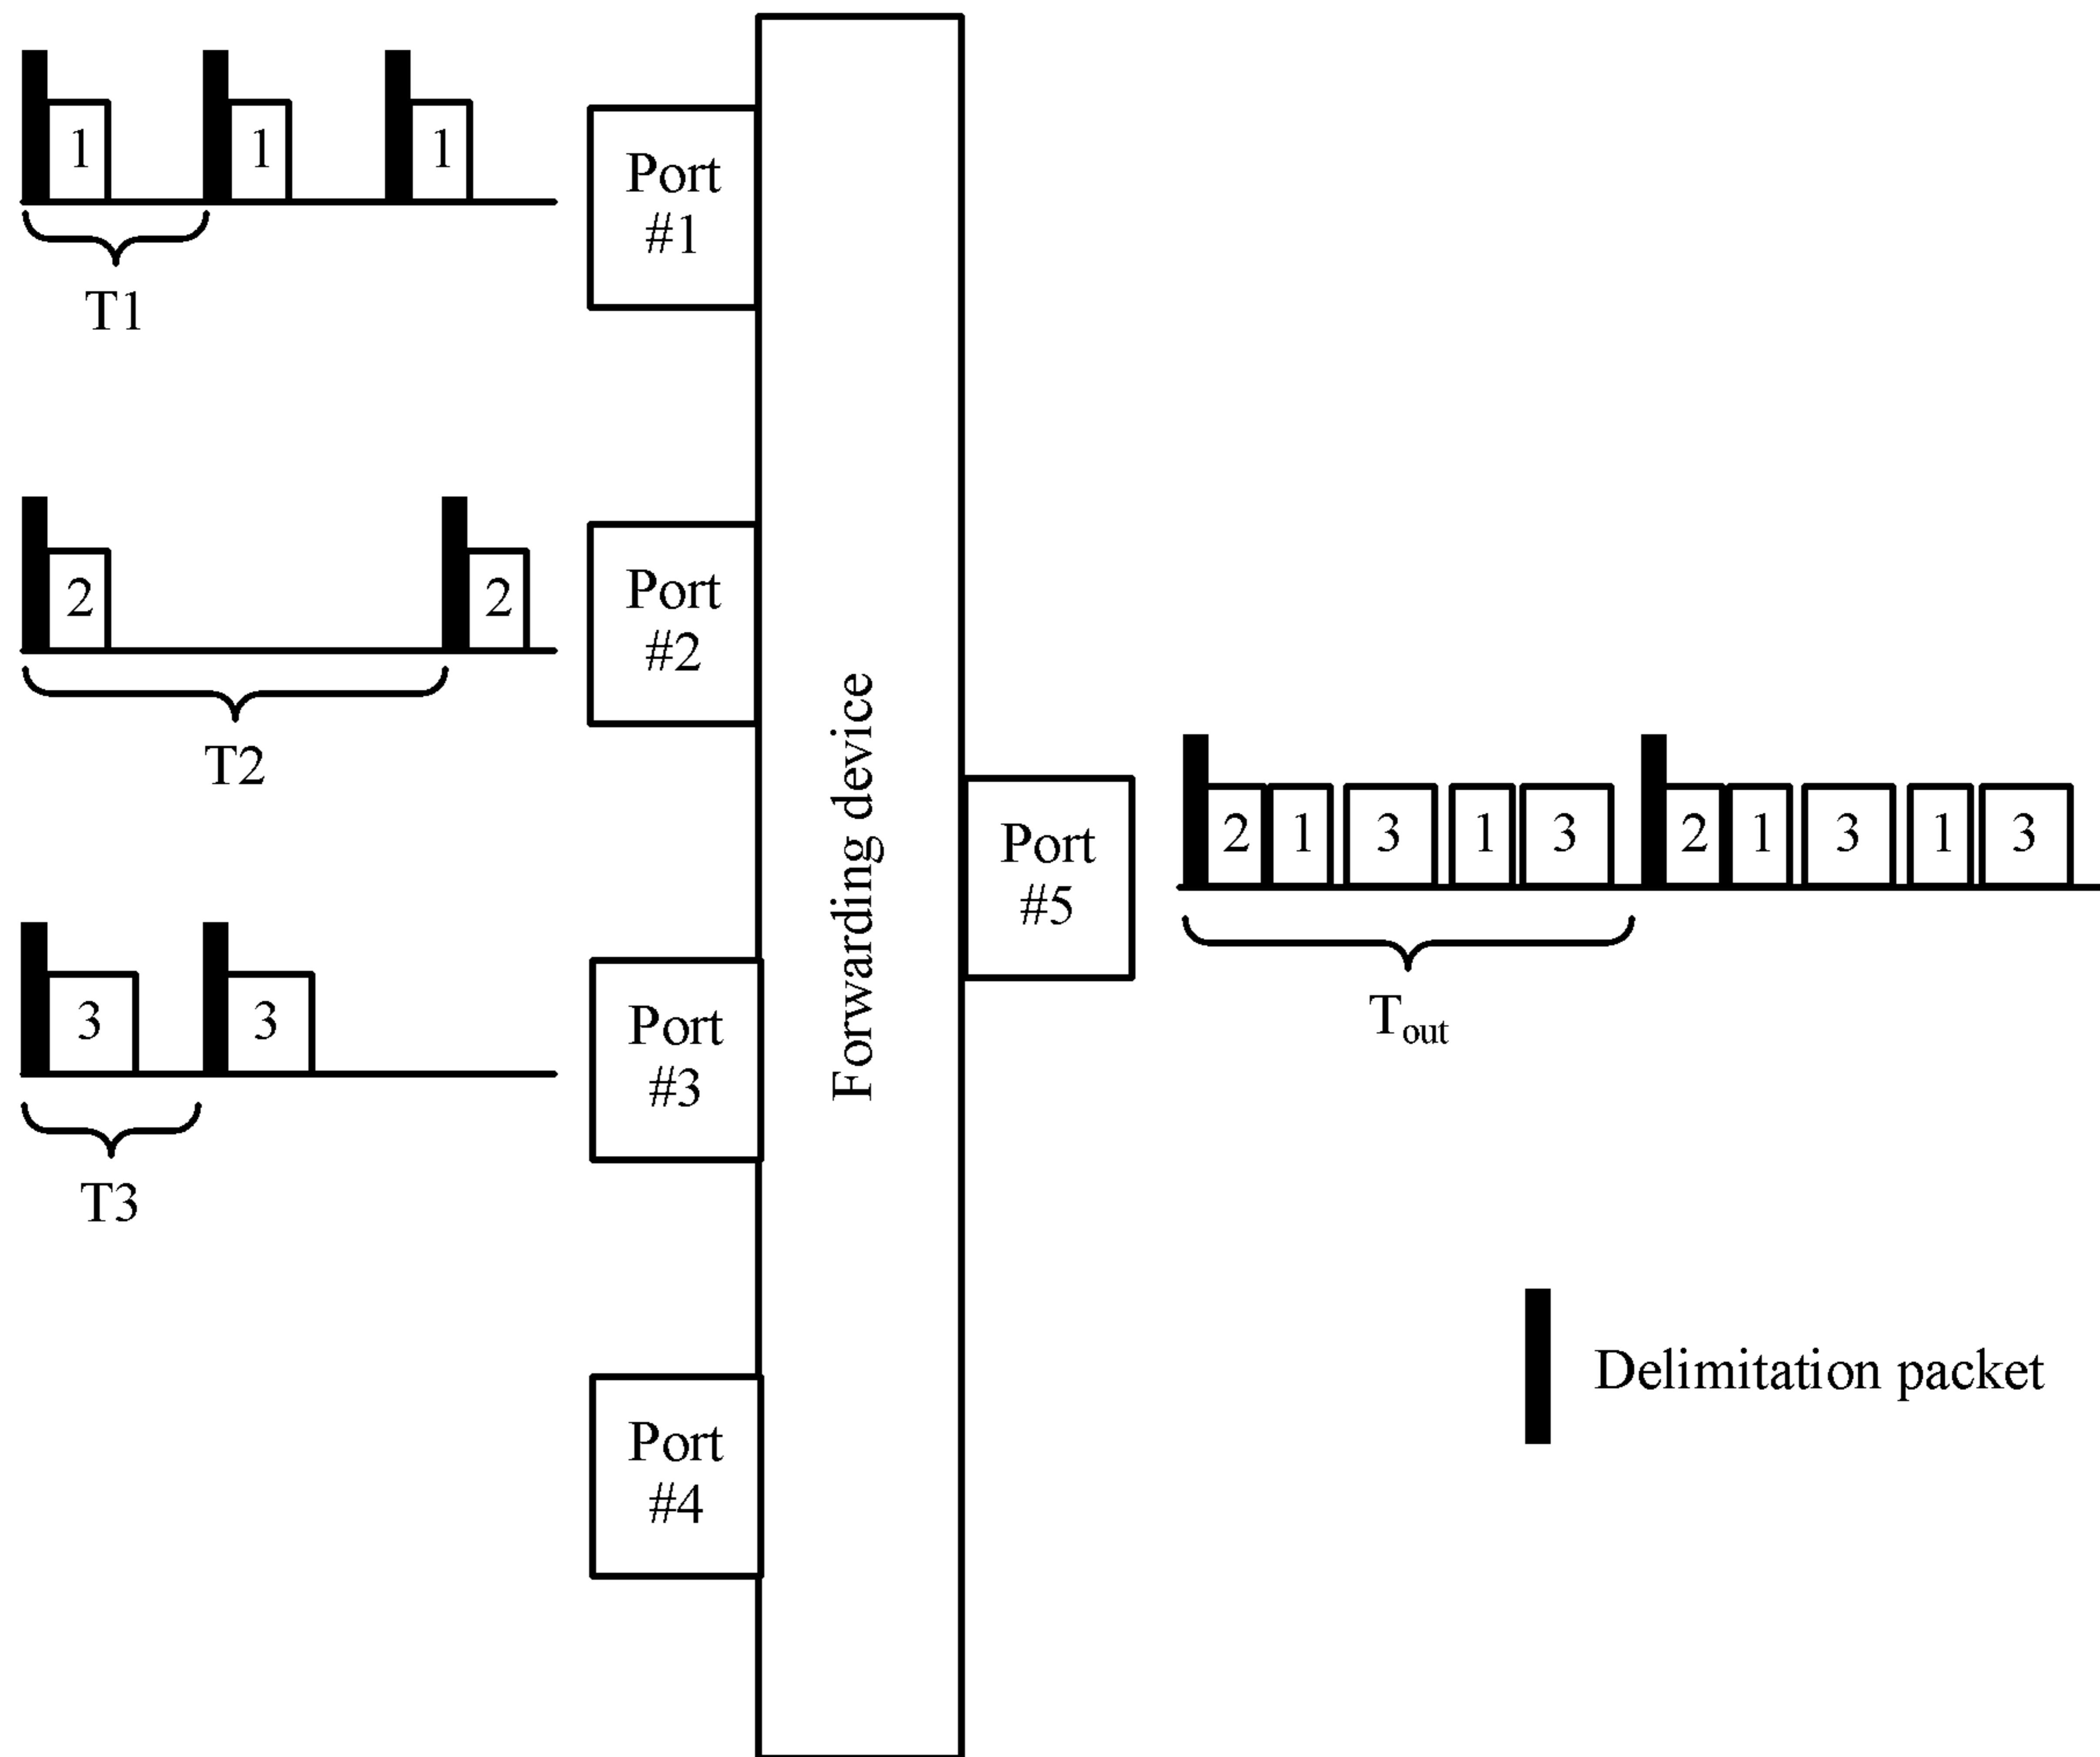 1 1 1
Port
#1
T1
2 2
Port
#2
T2
Forwarding device
2 1 3 1 3 2 1 3 1 3
Port
#5
Tout
3 3
Port
#3
T3
Port
#4
Delimitation packet